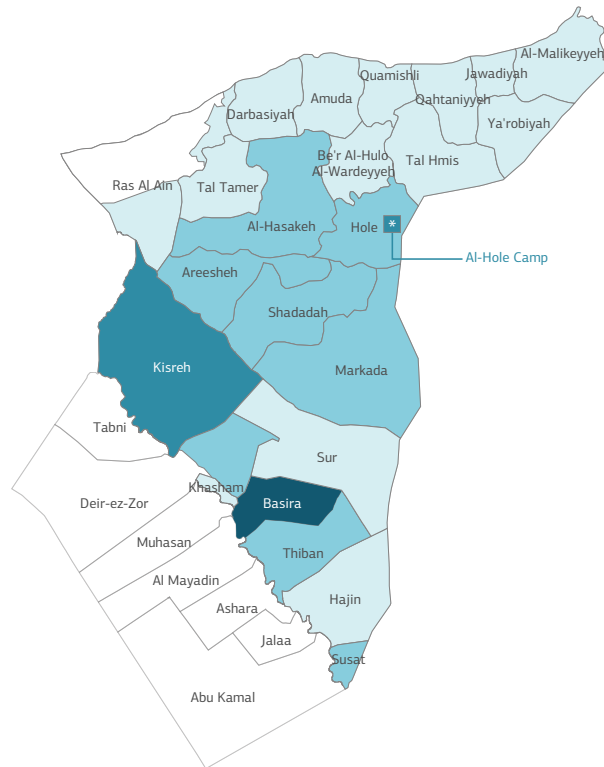 Al-Malikeyyeh
Quamishli
Jawadiyah
Amuda
Qahtaniyyeh
Darbasiyah
Ya'robiyah
Be'r Al-Hulo
Al-Wardeyyeh
Tal Hmis
Ras Al Ain
Tal Tamer
Al-Hasakeh
Hole
*
Al-Hole Camp
Areesheh
Shadadah
Kisreh
Markada
Tabni
Sur
Khasham
Deir-ez-Zor
Basira
Muhasan
Thiban
Al Mayadin
Hajin
Ashara
Jalaa
Susat
Abu Kamal